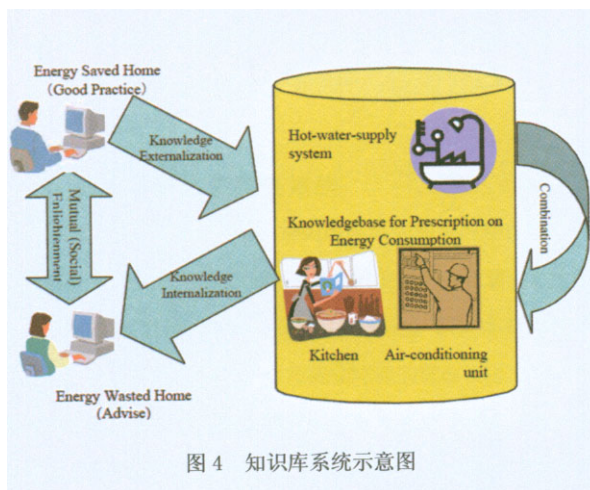 Energy Saved Home
(Good Practice)
Knowledge
Externalization
Mutual (Social)
Enlightenment
Knowledge
Internalization
Energy Wasted Home
(Advise)
Hot-water-supply
system
Knowledgebase for Prescription on
Energy Consumption
Kitchen
Air-conditioning
unit
Combination
图 4 知识库系统示意图